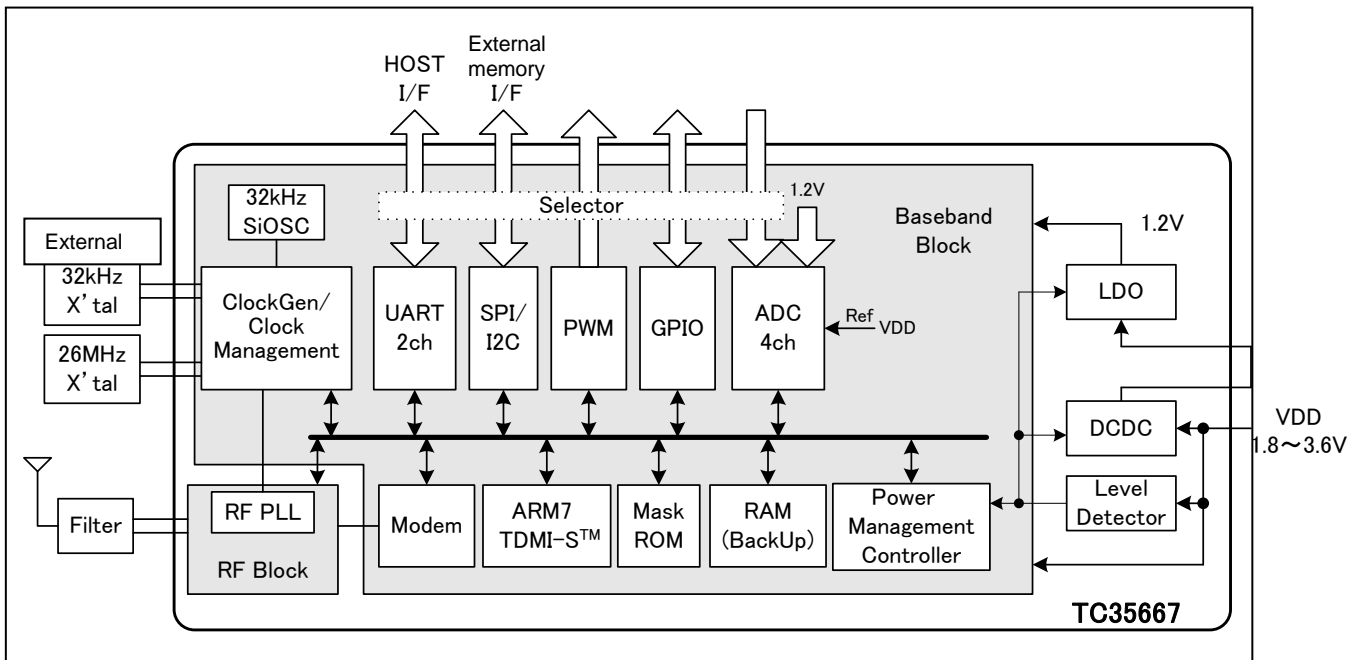 HOST
I/F
External
memory
I/F
32kHz
SiOSC
Selector
1.2V
Baseband
Block
1.2V
External
32kHz
X'tal
26MHz
X'tal
ClockGen/
Clock
Management
UART
2ch
SPI/
I2C
PWM
GPIO
ADC
4ch
Ref
VDD
LDO
DCDC
VDD
1.8～3.6V
Level
Detector
Filter
RF PLL
RF Block
Modem
ARM7
TDMI-S™
Mask
ROM
RAM
(BackUp)
Power
Management
Controller
TC35667